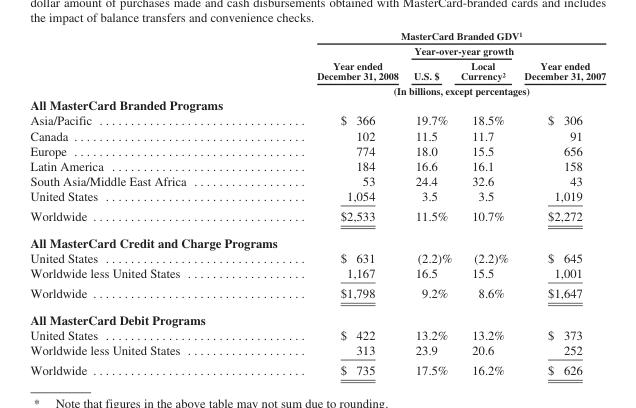 dollar amount of purchases made and cash disbursements obtained with MasterCard-branded cards and includes
the impact of balance transfers and convenience checks.
MasterCard Branded GDV¹
Year-over-year growth
Year ended December 31, 2008 U.S. $ Local Currency² Year ended December 31, 2007
(In billions, except percentages)
All MasterCard Branded Programs
Asia/Pacific $ 366 19.7% 18.5% $ 306
Canada 102 11.5 11.7 91
Europe 774 18.0 15.5 656
Latin America 184 16.6 16.1 158
South Asia/Middle East Africa 53 24.4 32.6 43
United States 1,054 3.5 3.5 1,019
Worldwide $2,533 11.5% 10.7% $2,272
All MasterCard Credit and Charge Programs
United States $ 631 (2.2)% (2.2)% $ 645
Worldwide less United States 1,167 16.5 15.5 1,001
Worldwide $1,798 9.2% 8.6% $1,647
All MasterCard Debit Programs
United States $ 422 13.2% 13.2% $ 373
Worldwide less United States 313 23.9 20.6 252
Worldwide $ 735 17.5% 16.2% $ 626
* Note that figures in the above table may not sum due to rounding.